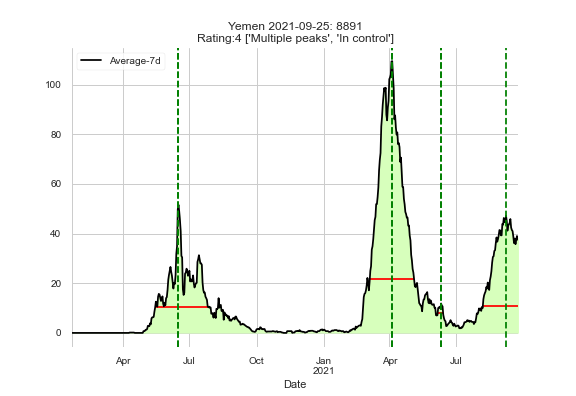 Yemen 2021-09-25: 8891
Rating:4 ['Multiple peaks', 'In control']
Average-7d
100
80
60
40
20
0
Apr Jul Oct Jan Apr Jul
2021
Date